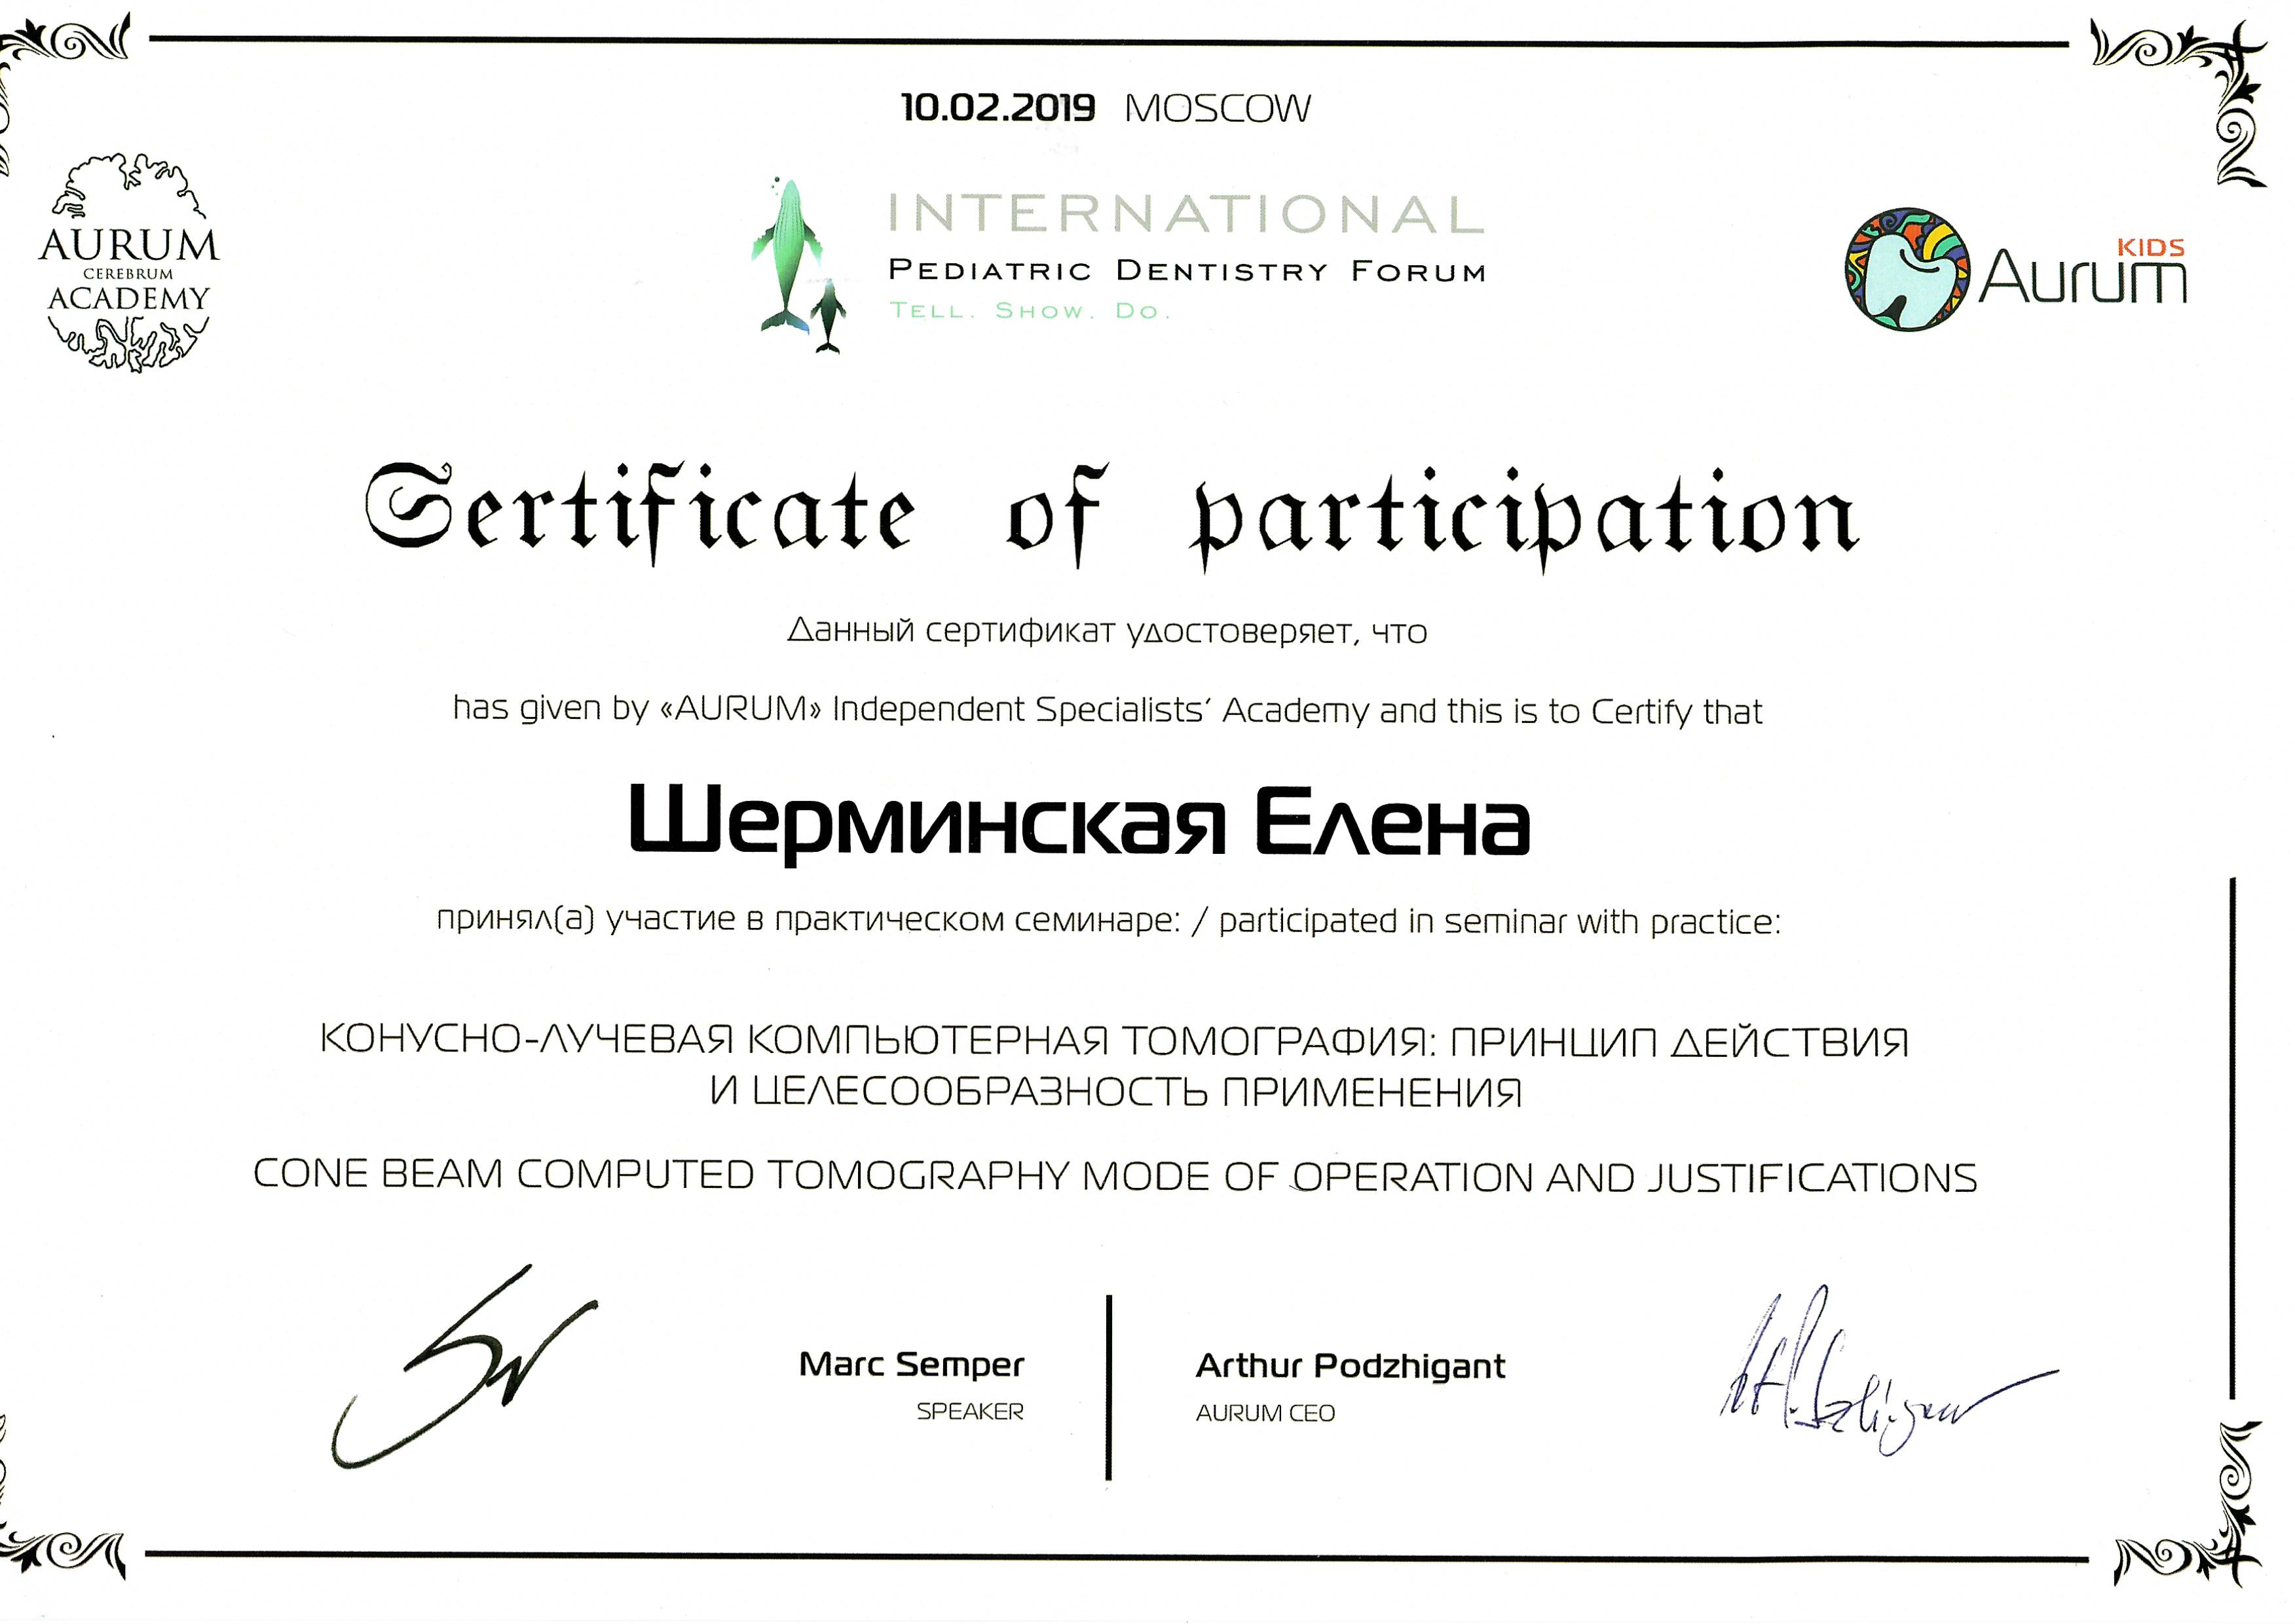 10.02.2019 MOSCOW
AURUM
CEREBRUM
ACADEMY
INTERNATIONAL
PEDIATRIC DENTISTRY FORUM
TELL. SHOW. DO.
KIDS
Aurum
Sertificate of participation
Данный сертификат удостоверяет, что
has given by «AURUM» Independent Specialists' Academy and this is to Certify that
Шерминская Елена
принял(а) участие в практическом семинаре: / participated in seminar with practice:
КОНУСНО-ЛУЧЕВАЯ КОМПЬЮТЕРНАЯ ТОМОГРАФИЯ: ПРИНЦИП ДЕЙСТВИЯ
И ЦЕЛЕСООБРАЗНОСТЬ ПРИМЕНЕНИЯ
CONE BEAM COMPUTED TOMOGRAPHY MODE OF OPERATION AND JUSTIFICATIONS
Marc Semper
SPEAKER
Arthur Podzhigant
AURUM CEO